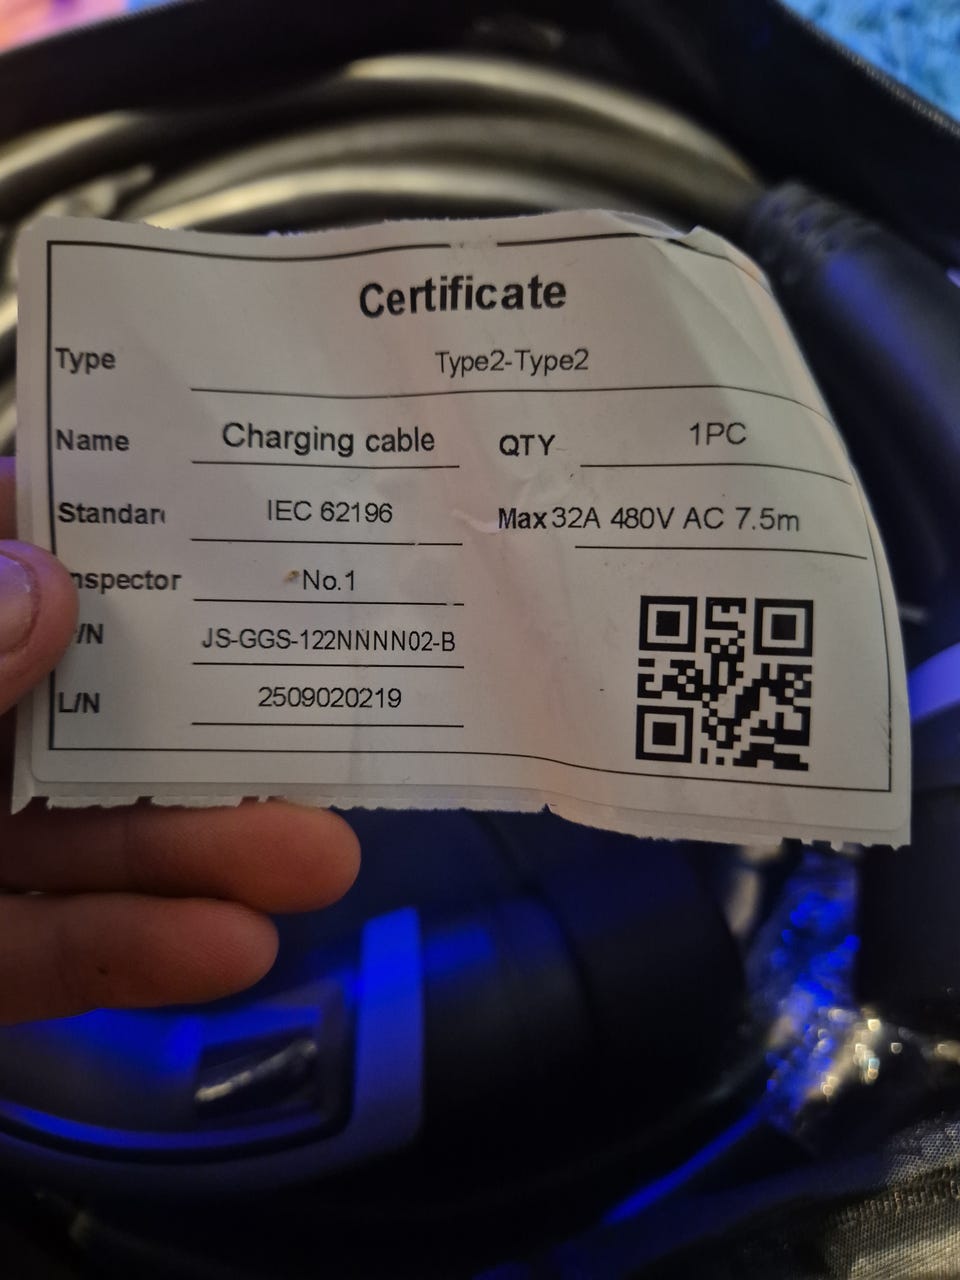 Certificate
Type Type2-Type2
Name Charging cable QTY 1PC
Standar IEC 62196 Max 32A 480V AC 7.5m
nspector No.1
/N JS-GGS-122NNNN02-B
L/N 2509020219